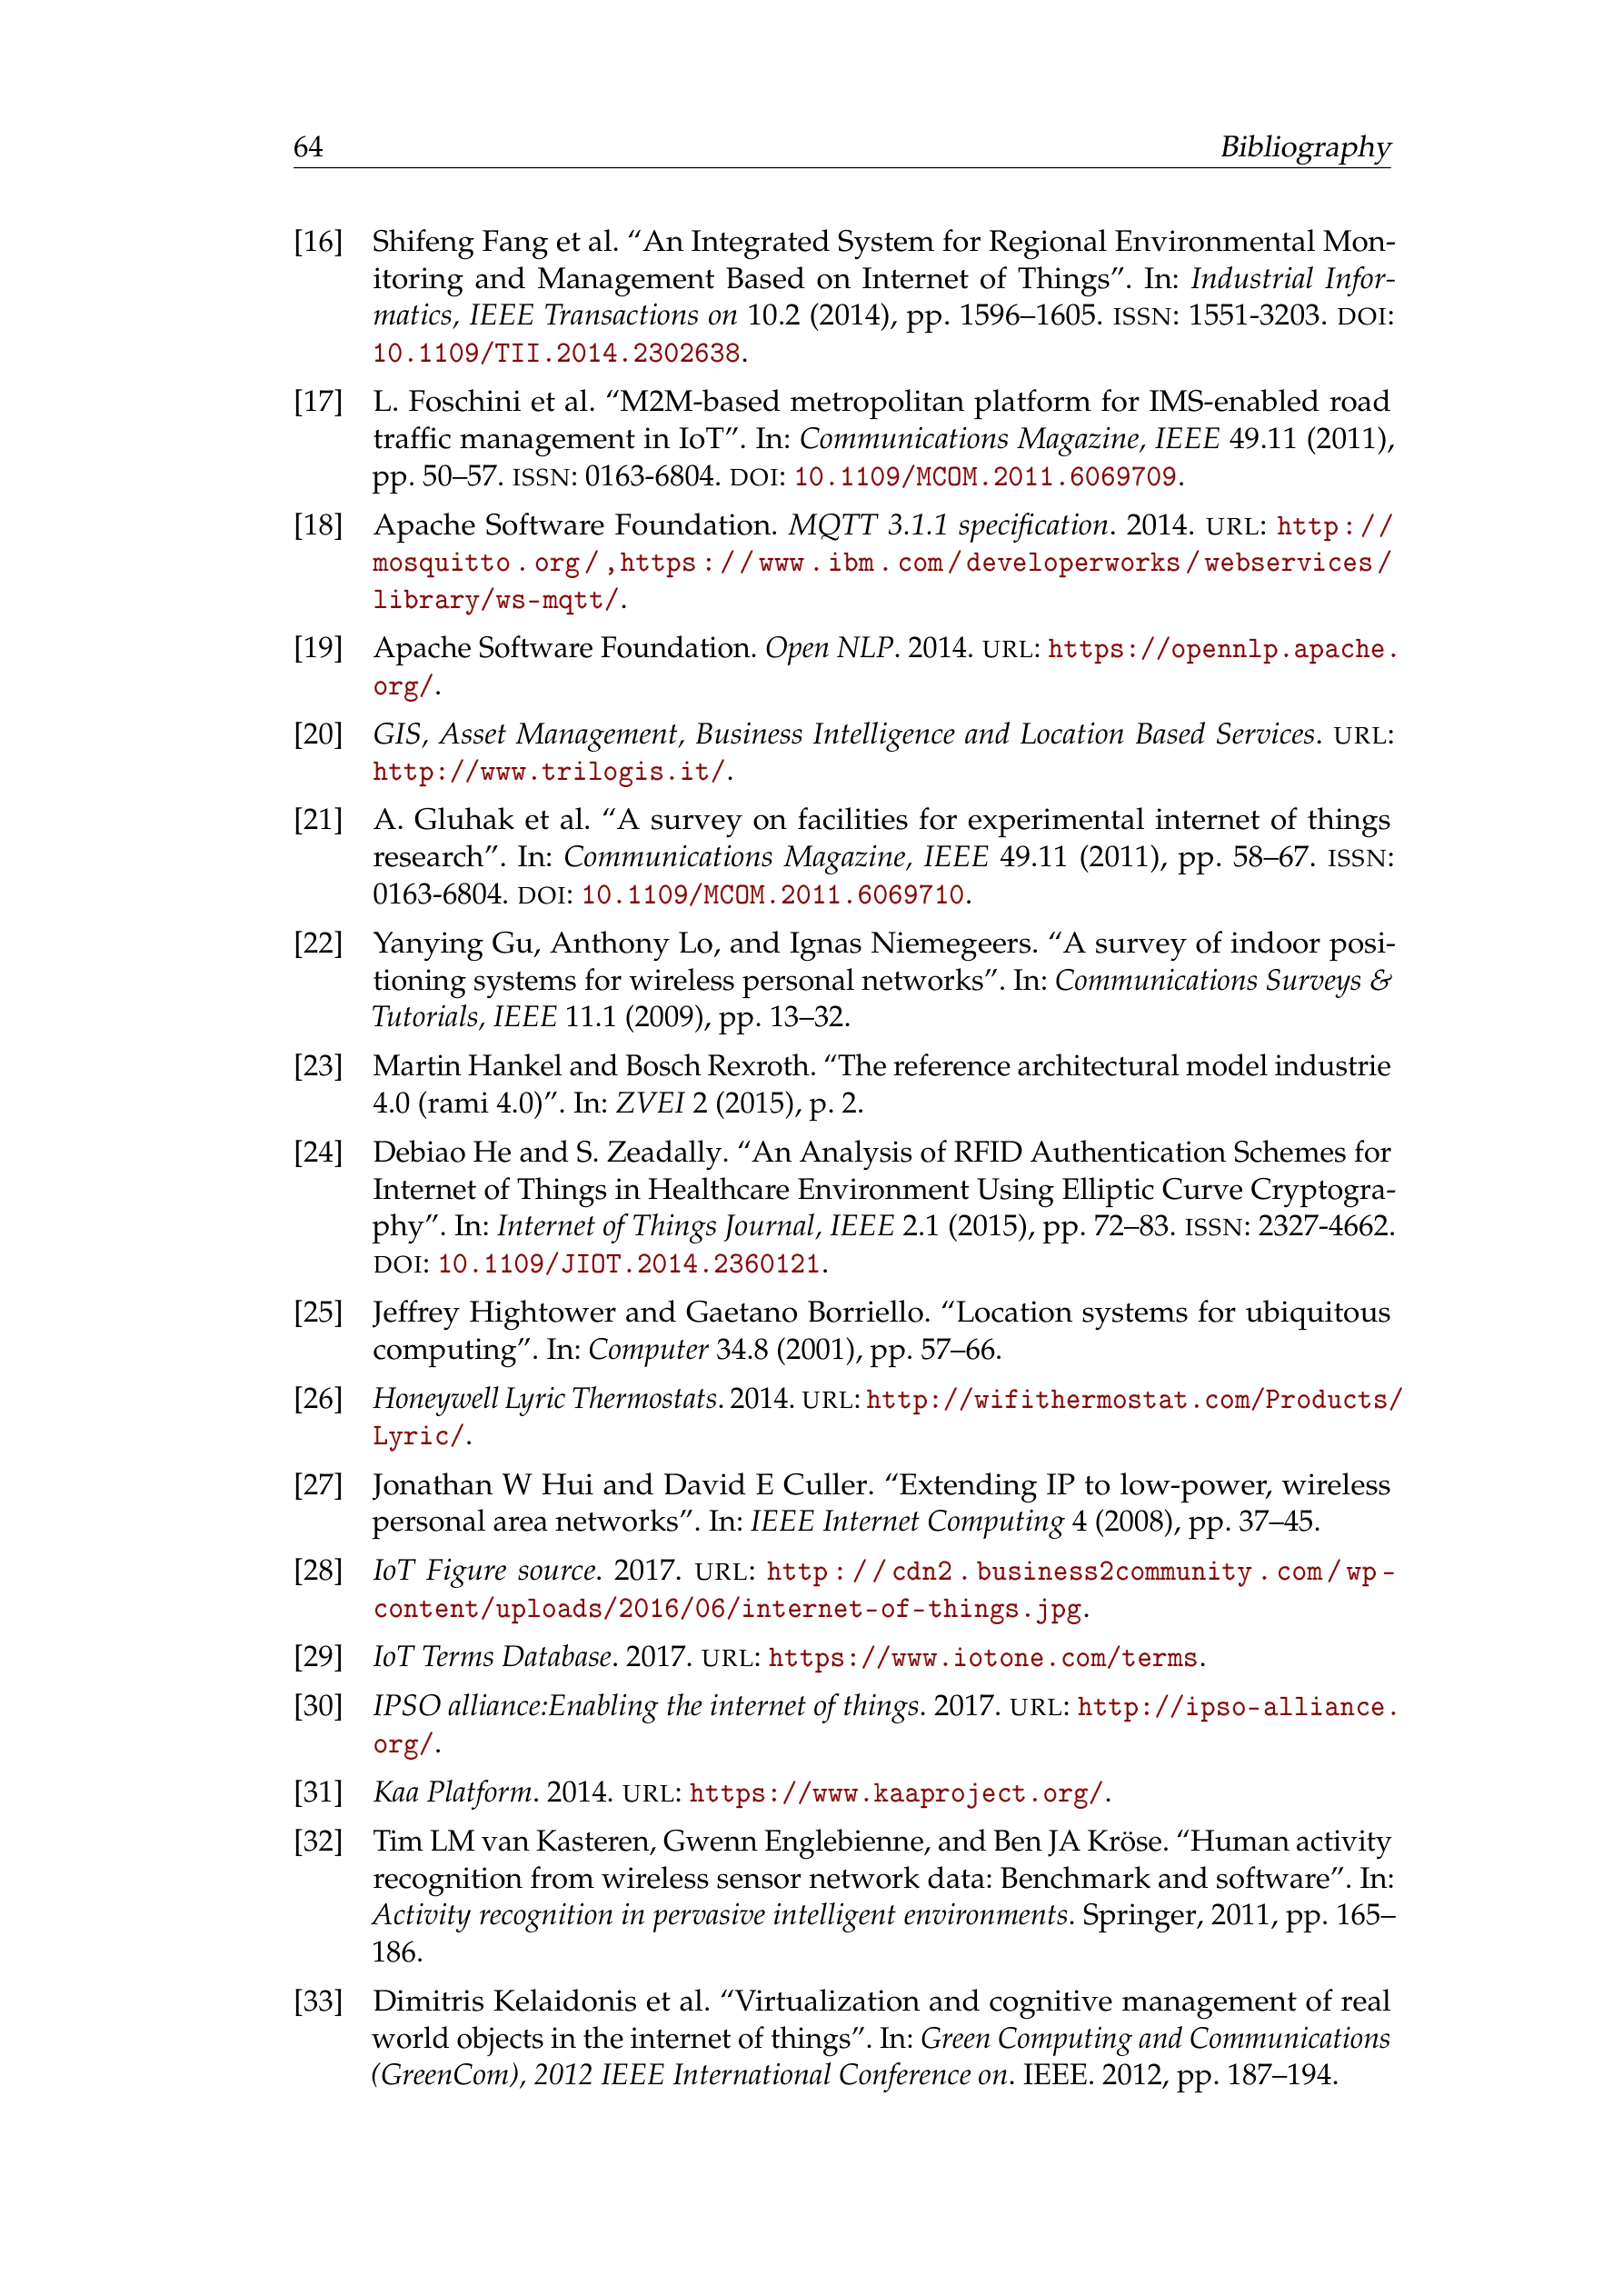 64 Bibliography
[16] Shifeng Fang et al. “An Integrated System for Regional Environmental Mon-
itoring and Management Based on Internet of Things”. In: Industrial Infor-
matics, IEEE Transactions on 10.2 (2014), pp. 1596–1605. ISSN: 1551-3203. DOI:
10.1109/TII.2014.2302638.
[17] L. Foschini et al. “M2M-based metropolitan platform for IMS-enabled road
traffic management in IoT”. In: Communications Magazine, IEEE 49.11 (2011),
pp. 50–57. ISSN: 0163-6804. DOI: 10.1109/MCOM.2011.6069709.
[18] Apache Software Foundation. MQTT 3.1.1 specification. 2014. URL: http://
mosquitto.org/,https://www.ibm.com/developerworks/webservices/
library/ws-mqtt/.
[19] Apache Software Foundation. Open NLP. 2014. URL: https://opennlp.apache.
org/.
[20] GIS, Asset Management, Business Intelligence and Location Based Services. URL:
http://www.trilogis.it/.
[21] A. Gluhak et al. “A survey on facilities for experimental internet of things
research”. In: Communications Magazine, IEEE 49.11 (2011), pp. 58–67. ISSN:
0163-6804. DOI: 10.1109/MCOM.2011.6069710.
[22] Yanying Gu, Anthony Lo, and Ignas Niemegeers. “A survey of indoor posi-
tioning systems for wireless personal networks”. In: Communications Surveys &
Tutorials, IEEE 11.1 (2009), pp. 13–32.
[23] Martin Hankel and Bosch Rexroth. “The reference architectural model industrie
4.0 (rami 4.0)”. In: ZVEI 2 (2015), p. 2.
[24] Debiao He and S. Zeadally. “An Analysis of RFID Authentication Schemes for
Internet of Things in Healthcare Environment Using Elliptic Curve Cryptogra-
phy”. In: Internet of Things Journal, IEEE 2.1 (2015), pp. 72–83. ISSN: 2327-4662.
DOI: 10.1109/JIOT.2014.2360121.
[25] Jeffrey Hightower and Gaetano Borriello. “Location systems for ubiquitous
computing”. In: Computer 34.8 (2001), pp. 57–66.
[26] Honeywell Lyric Thermostats. 2014. URL: http://wifithermostat.com/Products/
Lyric/.
[27] Jonathan W Hui and David E Culler. “Extending IP to low-power, wireless
personal area networks”. In: IEEE Internet Computing 4 (2008), pp. 37–45.
[28] IoT Figure source. 2017. URL: http://cdn2.business2community.com/wp-
content/uploads/2016/06/internet-of-things.jpg.
[29] IoT Terms Database. 2017. URL: https://www.iotone.com/terms.
[30] IPSO alliance:Enabling the internet of things. 2017. URL: http://ipso-alliance.
org/.
[31] Kaa Platform. 2014. URL: https://www.kaaproject.org/.
[32] Tim LM van Kasteren, Gwenn Englebienne, and Ben JA Kröse. “Human activity
recognition from wireless sensor network data: Benchmark and software”. In:
Activity recognition in pervasive intelligent environments. Springer, 2011, pp. 165–
186.
[33] Dimitris Kelaidonis et al. “Virtualization and cognitive management of real
world objects in the internet of things”. In: Green Computing and Communications
(GreenCom), 2012 IEEE International Conference on. IEEE. 2012, pp. 187–194.